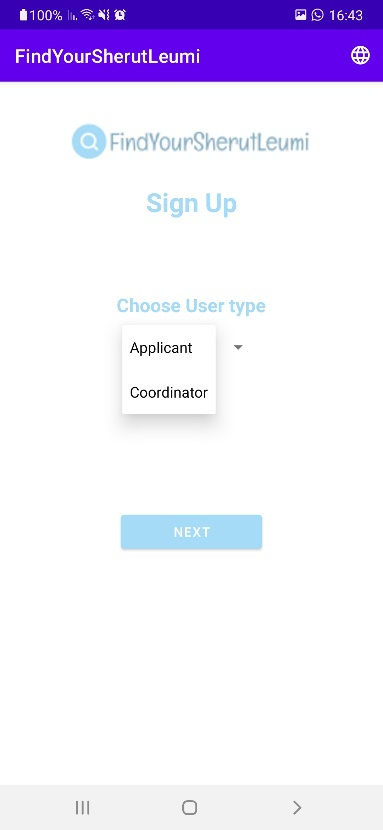 100% 16:43
FindYourSherutLeumi
FindYourSherutLeumi
Sign Up
Choose User type
Applicant
Coordinator
NEXT